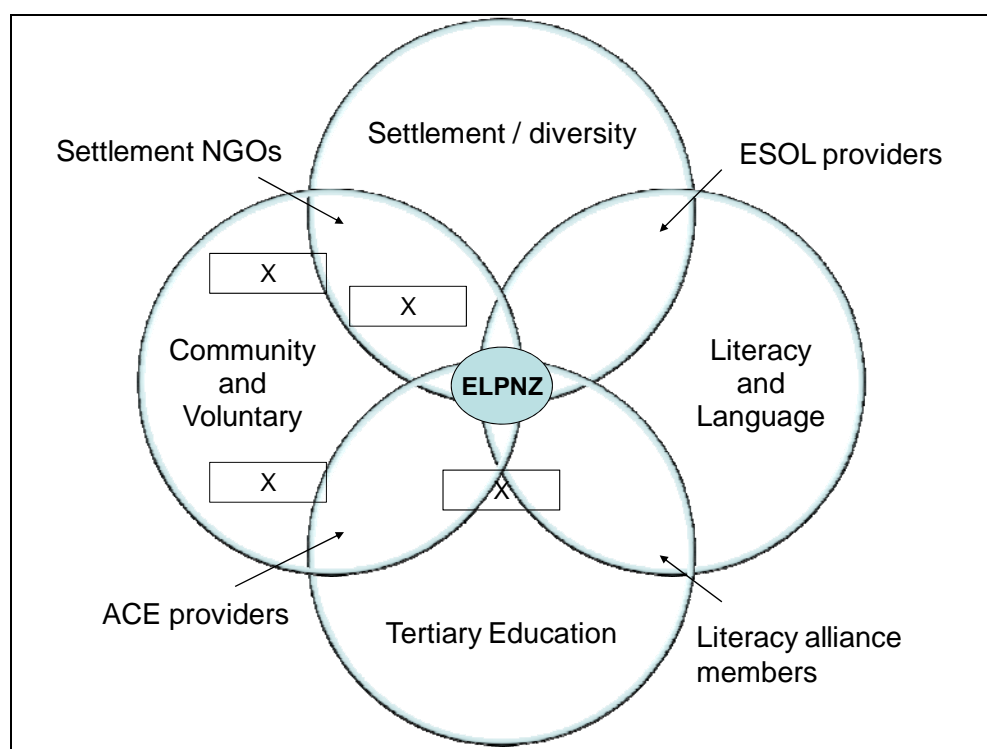 Settlement / diversity
Settlement NGOs
ESOL providers
X
X
Community
and
Voluntary
ELPNZ
Literacy
and
Language
X
X
ACE providers
Tertiary Education
Literacy alliance
members